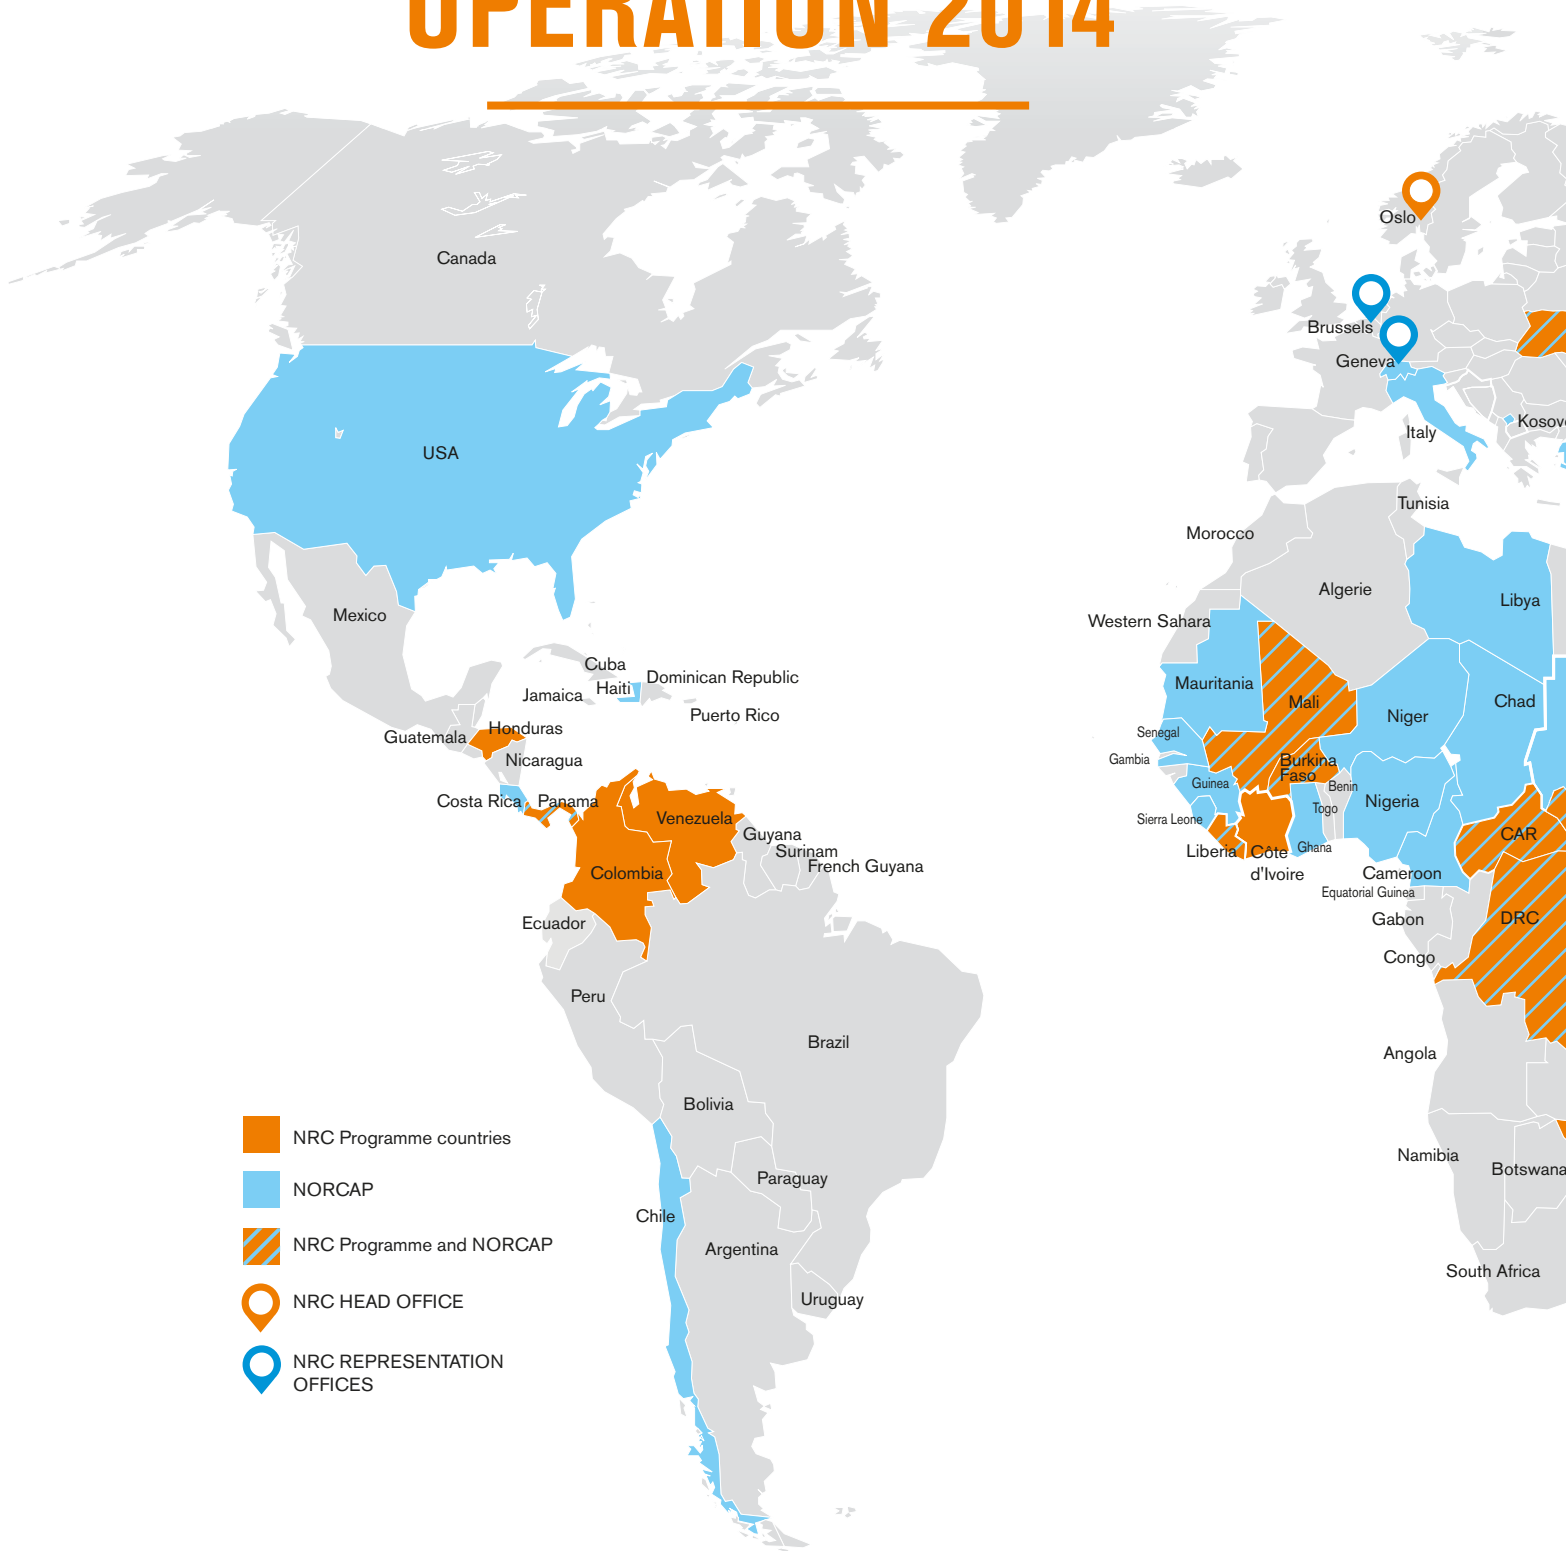 OPERATION 2014
Oslo
Canada
Brussels
Geneva
Kosov
Italy
USA
Tunisia
Morocco
Algerie
Libya
Mexico
Western Sahara
Cuba
Dominican Republic
Haiti
Jamaica
Mauritania
Puerto Rico
Mali
Chad
Niger
Honduras
Guatemala
Senegal
Nicaragua
Gambia
Burkina
Faso
Guinea
Benin
Costa Rica
Panama
Nigeria
Togo
Venezuela
Sierra Leone
Guyana
CAR
Surinam
Liberia
Côte
d'Ivoire
Ghana
French Guyana
Colombia
Cameroon
Equatorial Guinea
Ecuador
Gabon
DRC
Congo
Peru
Brazil
Angola
Bolivia
NRC Programme countries
Namibia
Botswana
Paraguay
NORCAP
Chile
NRC Programme and NORCAP
Argentina
South Africa
NRC HEAD OFFICE
Uruguay
NRC REPRESENTATION
OFFICES